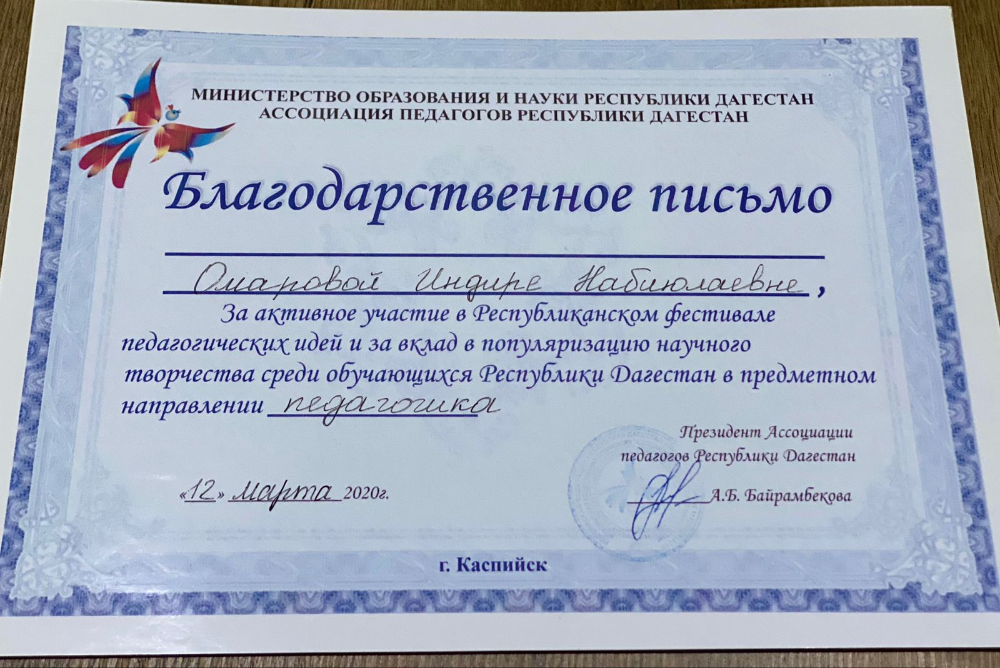 МИНИСТЕРСТВО ОБРАЗОВАНИЯ И НАУКИ РЕСПУБЛИКИ ДАГЕСТАН
АССОЦИАЦИЯ ПЕДАГОГОВ РЕСПУБЛИКИ ДАГЕСТАН
Благодарственное письмо
Омаровой Индире Набиюлаевне,
За активное участие в Республиканском фестивале
педагогических идей и за вклад в популяризацию научного
творчества среди обучающихся Республики Дагестан в предметном
направлении педагогика
Президент Ассоциации
педагогов Республики Дагестан
«12» марта 2020г.
А.Б. Байрамбекова
г. Каспийск